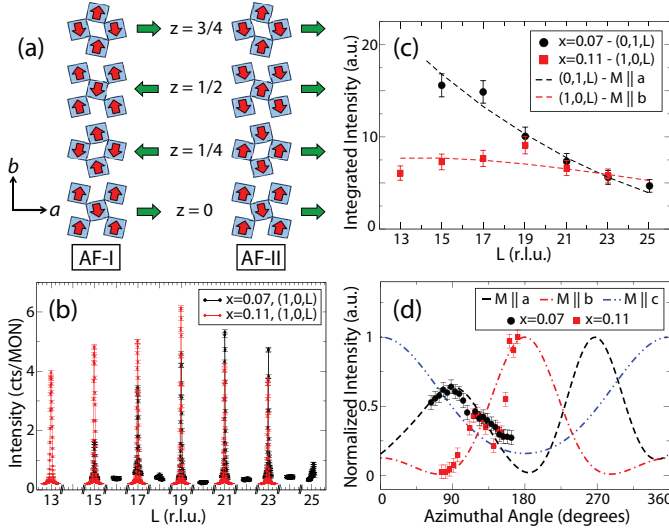 (a)
z = 3/4
z = 1/2
z = 1/4
z = 0
b
a
AF-I
AF-II
(b)
x=0.07, (1,0,L)
x=0.11, (1,0,L)
Intensity (cts/MON)
6
4
2
0
13 15 17 19 21 23 25
L (r.l.u.)
(c)
x=0.07 - (0,1,L)
x=0.11 - (1,0,L)
(0,1,L) - M || a
(1,0,L) - M || b
Integrated Intensity (a.u.)
20
15
10
5
0
13 15 17 19 21 23 25
L (r.l.u.)
(d)
M || a M || b M || c
x=0.07 x=0.11
Normalized Intensity (a.u.)
1
0.5
0
0 90 180 270 360
Azimuthal Angle (degrees)